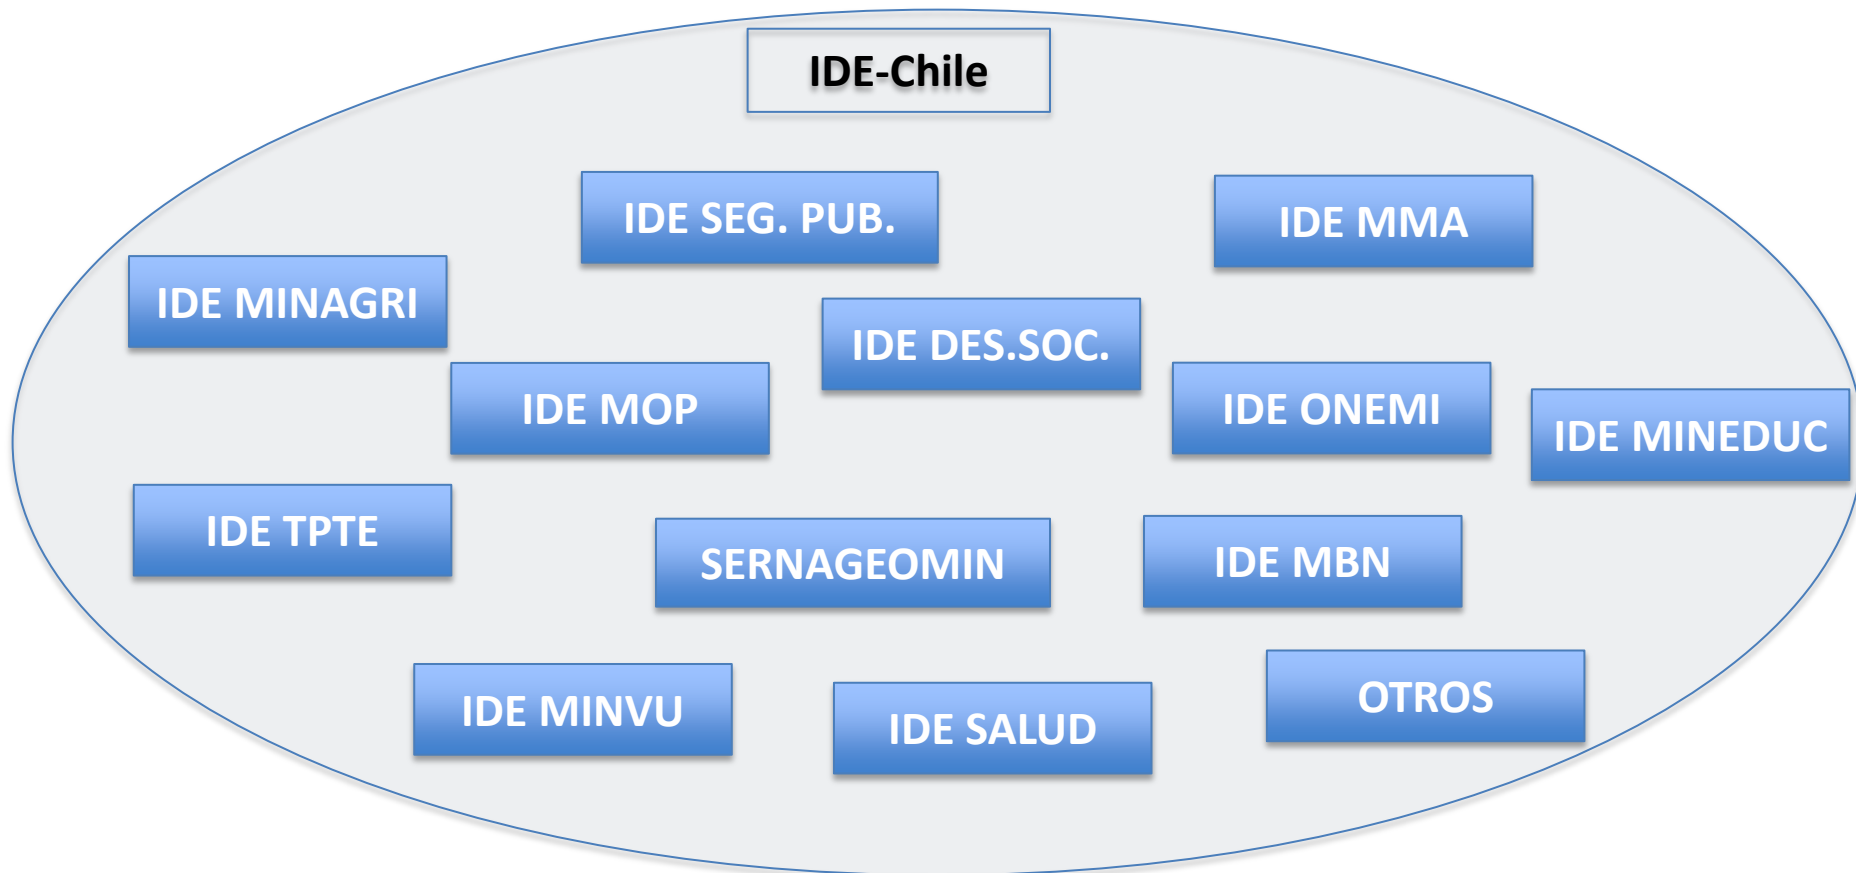 IDE-Chile
IDE SEG. PUB.
IDE MMA
IDE MINAGRI
IDE DES.SOC.
IDE MOP
IDE ONEMI
IDE MINEDUC
IDE TPTE
SERNAGEOMIN
IDE MBN
IDE MINVU
IDE SALUD
OTROS